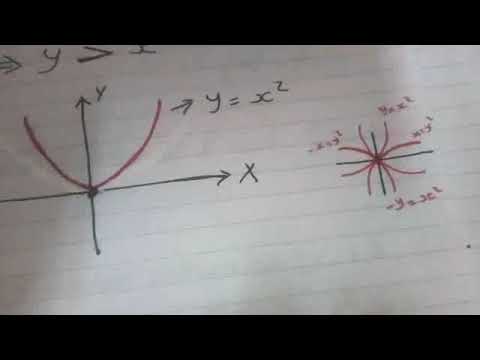 ⇒ y > x
Y
→ y = x²
X
y=x²
-x=y²
x=y²
-y=x²